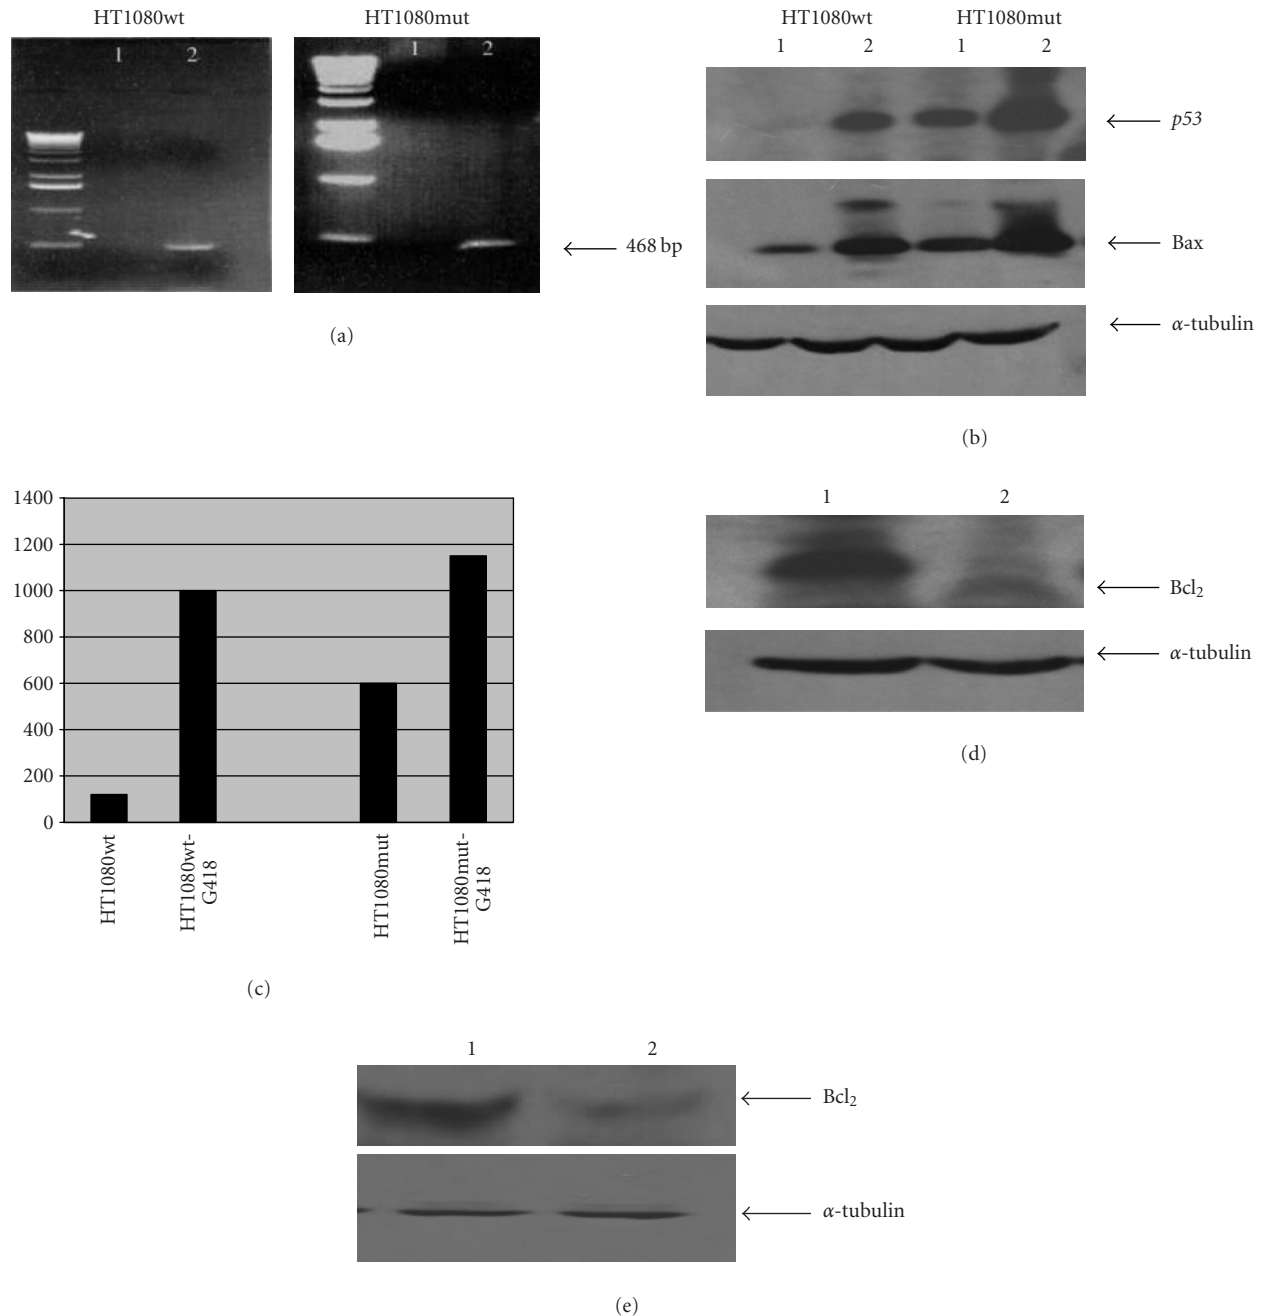 HT1080wt
HT1080mut
1 2
1 2
468 bp
(a)
HT1080wt
HT1080mut
1 2 1 2
p53
Bax
α-tubulin
(b)
1400
1200
1000
800
600
400
200
0
HT1080wt
HT1080wt-
G418
HT1080mut
HT1080mut-
G418
(c)
1 2
Bcl₂
α-tubulin
(d)
1 2
Bcl₂
α-tubulin
(e)